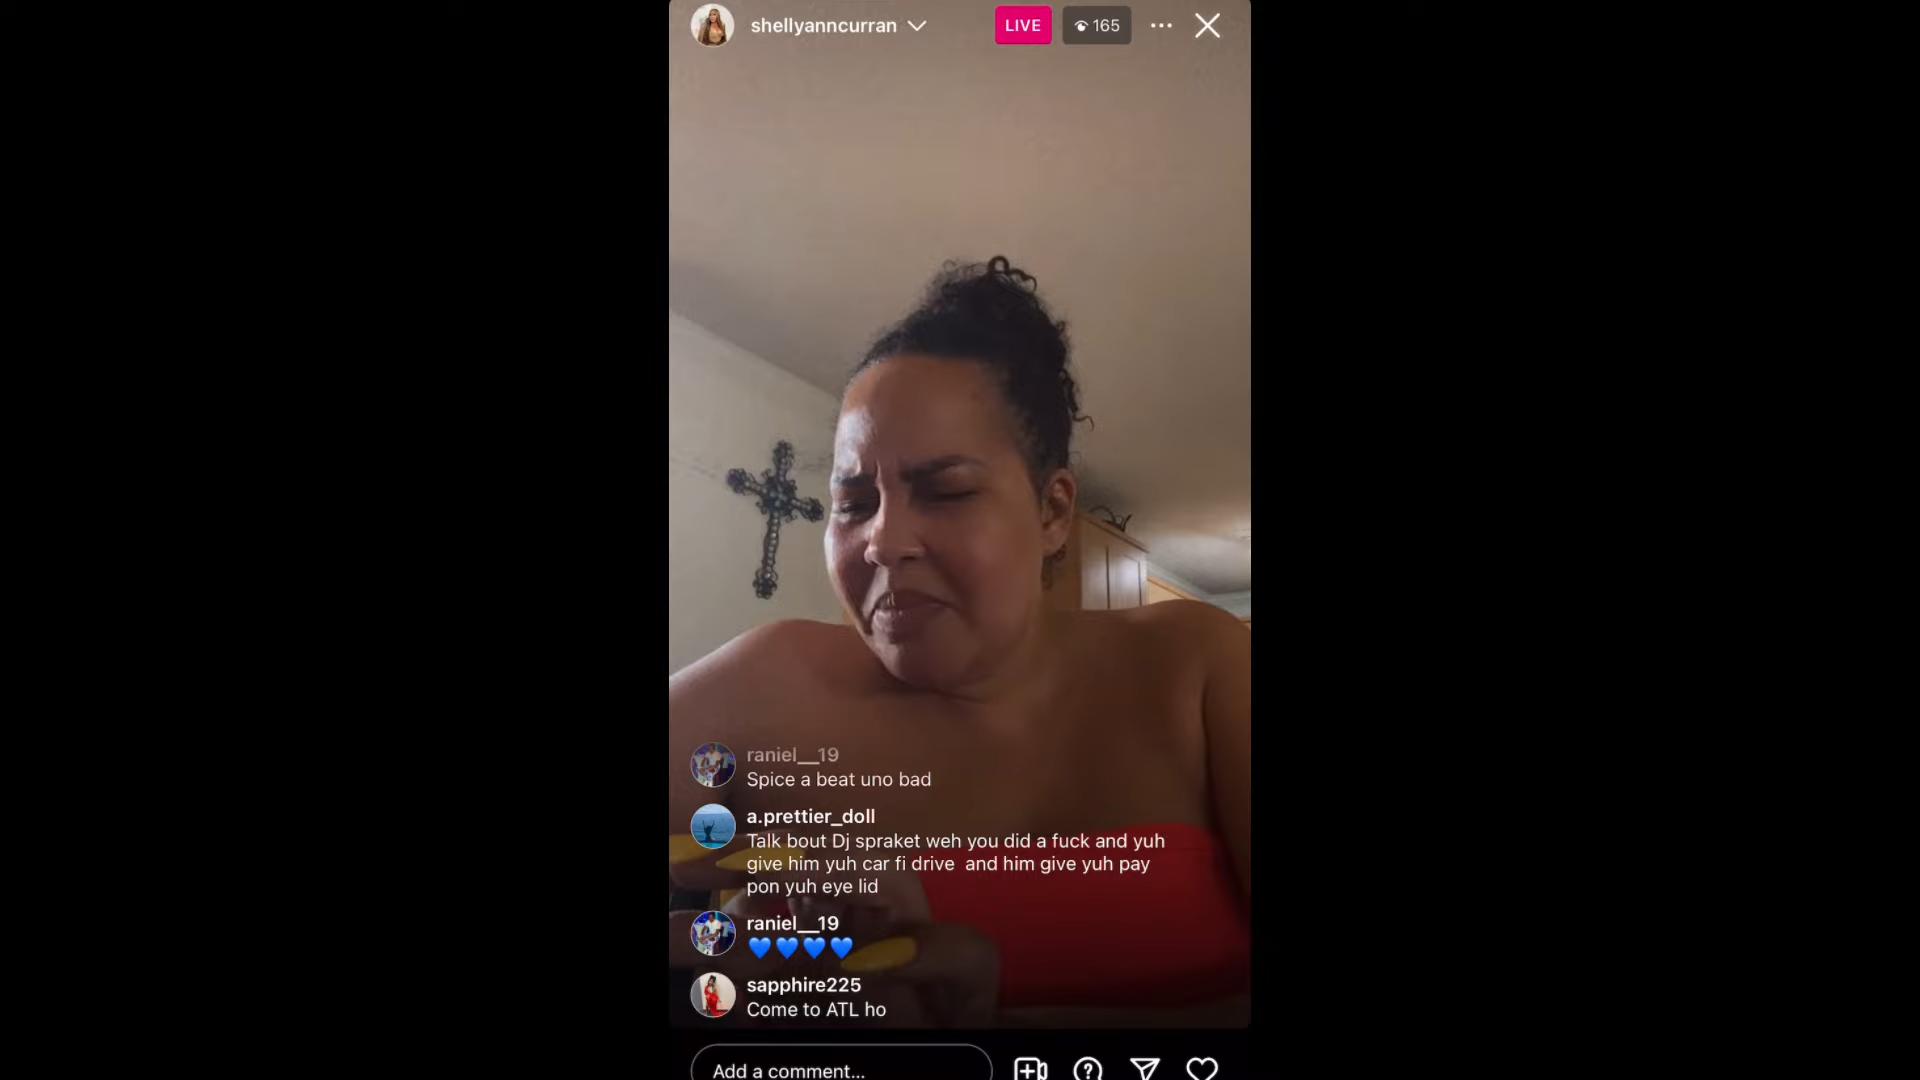 shellyanncurran
LIVE
165
raniel__19
Spice a beat uno bad
a.prettier_doll
Talk bout Dj spraket weh you did a fuck and yuh
give him yuh car fi drive  and him give yuh pay
pon yuh eye lid
raniel__19
💙💙💙💙
sapphire225
Come to ATL ho
Add a comment...